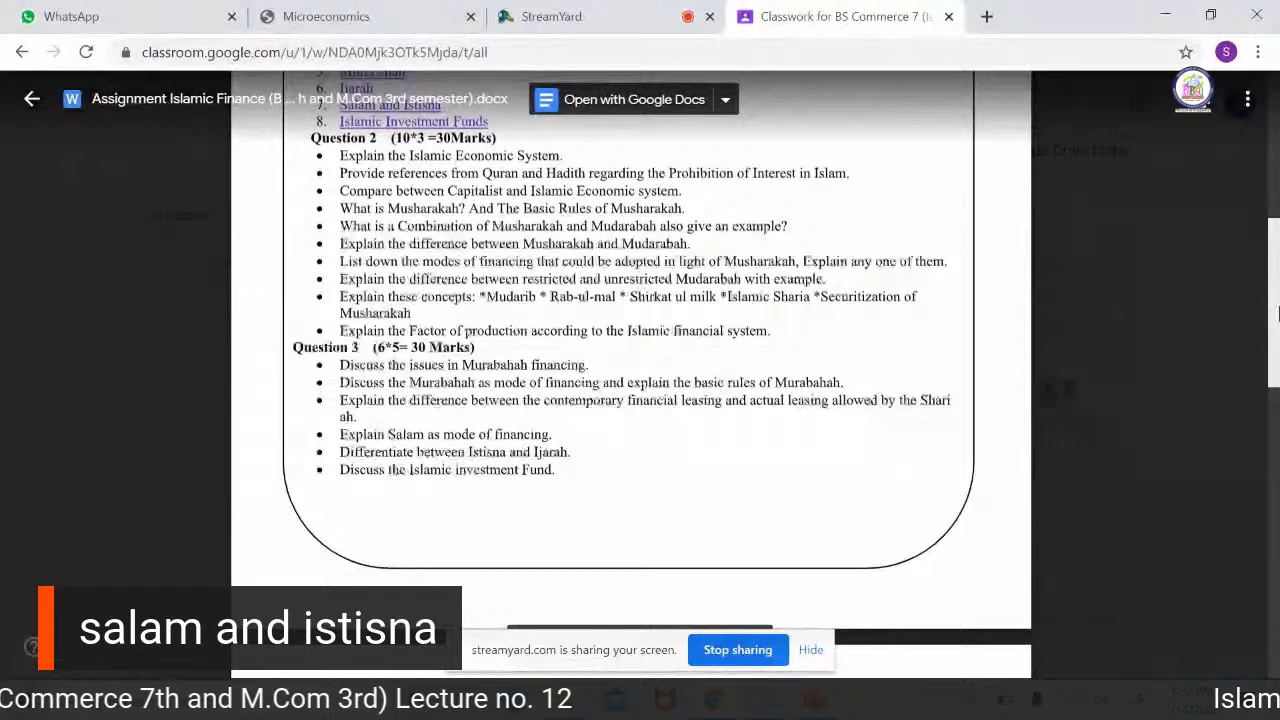 WhatsApp
Microeconomics
StreamYard
Classwork for BS Commerce 7 (I
classroom.google.com/u/1/w/NDA0Mjk3OTk5Mjda/t/all
S
Assignment Islamic Finance (B ... h and M.Com 3rd semester).docx
Open with Google Docs
6. Ijarah
7. Salam and Istisna
8. Islamic Investment Funds
Question 2 (10*3 =30Marks)
• Explain the Islamic Economic System.
• Provide references from Quran and Hadith regarding the Prohibition of Interest in Islam.
• Compare between Capitalist and Islamic Economic system.
• What is Musharakah? And The Basic Rules of Musharakah.
• What is a Combination of Musharakah and Mudarabah also give an example?
• Explain the difference between Musharakah and Mudarabah.
• List down the modes of financing that could be adopted in light of Musharakah, Explain any one of them.
• Explain the difference between restricted and unrestricted Mudarabah with example.
• Explain these concepts: *Mudarib * Rab-ul-mal * Shirkat ul milk *Islamic Sharia *Securitization of
Musharakah
• Explain the Factor of production according to the Islamic financial system.
Question 3 (6*5= 30 Marks)
• Discuss the issues in Murabahah financing.
• Discuss the Murabahah as mode of financing and explain the basic rules of Murabahah.
• Explain the difference between the contemporary financial leasing and actual leasing allowed by the Shari
ah.
• Explain Salam as mode of financing.
• Differentiate between Istisna and Ijarah.
• Discuss the Islamic investment Fund.
salam and istisna
streamyard.com is sharing your screen.
Stop sharing
Hide
Commerce 7th and M.Com 3rd) Lecture no. 12
Islam